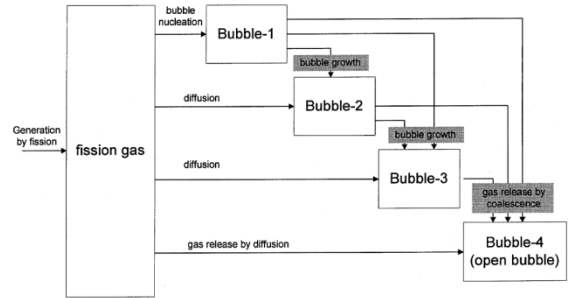 bubble
nucleation
Bubble-1
bubble growth
diffusion
Bubble-2
Generation
by fission
fission gas
bubble growth
diffusion
Bubble-3
gas release by
coalescence
gas release by diffusion
Bubble-4
(open bubble)